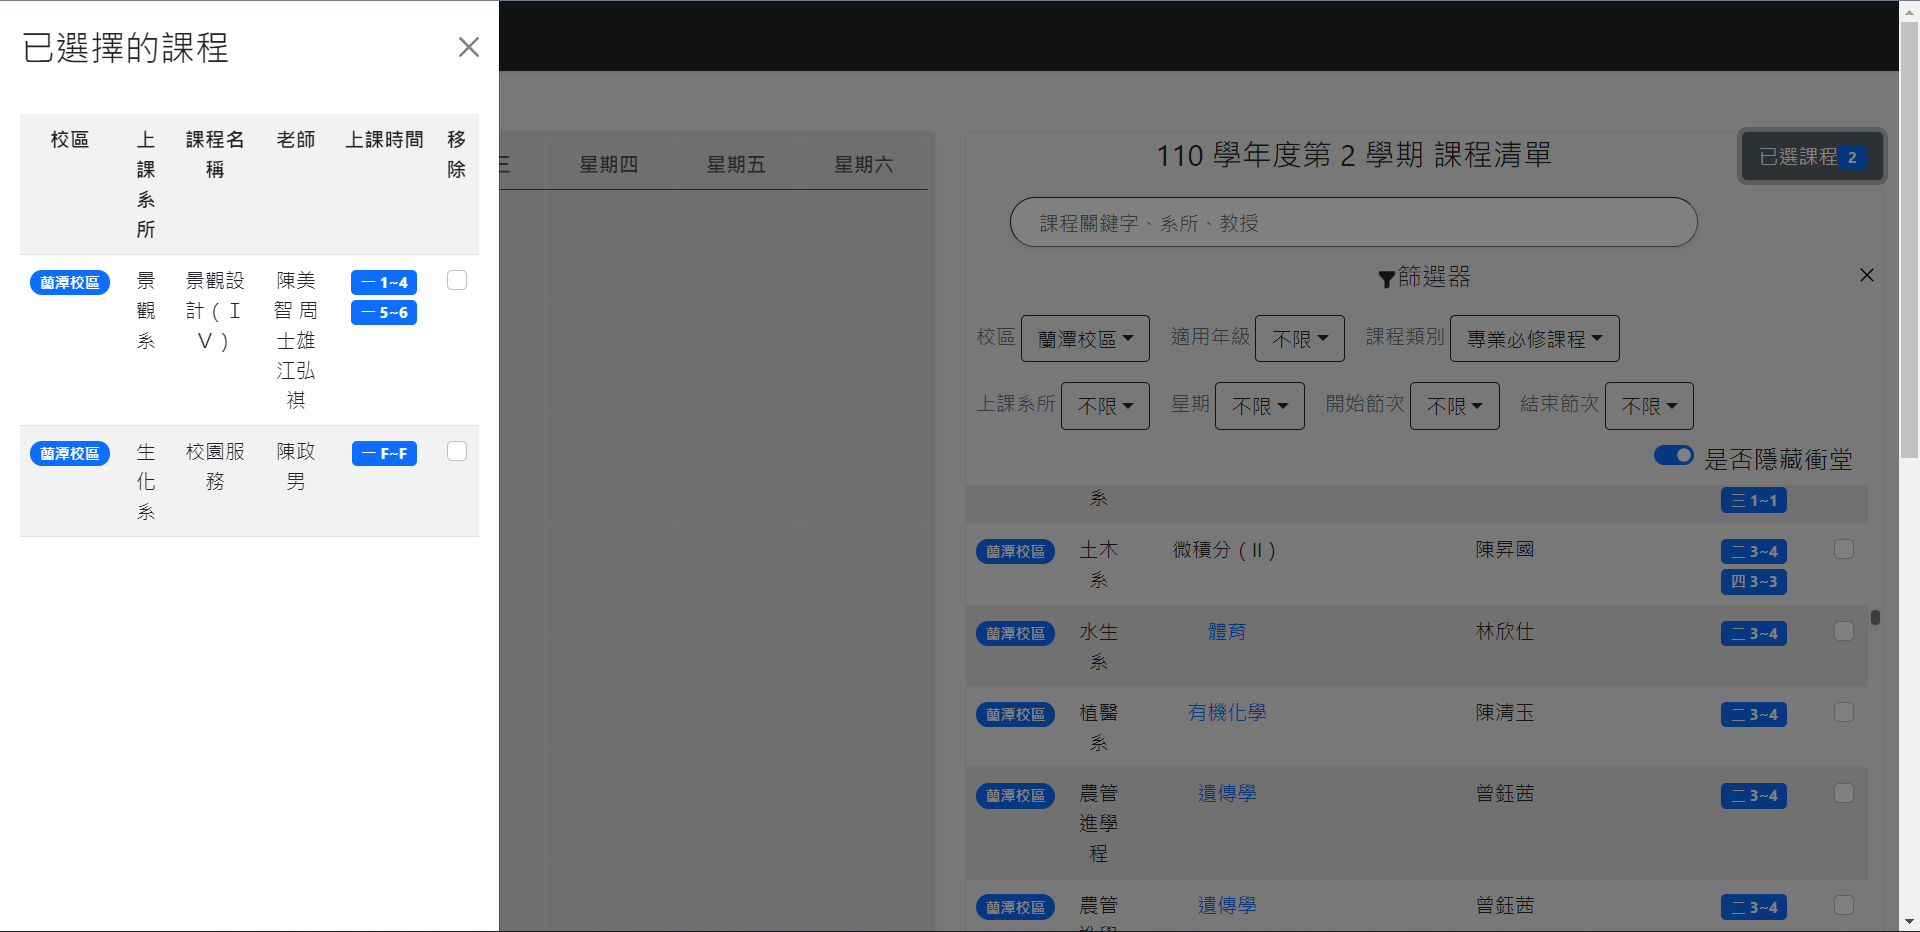 已選擇的課程
校區 上課系所 課程名稱 老師 上課時間 移除
蘭潭校區 景觀系 景觀設計(ⅠⅤ) 陳美智 周士雄 江弘祺 一 1~4 一 5~6
蘭潭校區 生化系 校園服務 陳政男 一 F~F
三 星期四 星期五 星期六
110 學年度第 2 學期 課程清單
已選課程 2
課程關鍵字、系所、教授
篩選器
校區 蘭潭校區 適用年級 不限 課程類別 專業必修課程
上課系所 不限 星期 不限 開始節次 不限 結束節次 不限
是否隱藏衝堂
系 三 1~1
蘭潭校區 土木系 微積分(Ⅱ) 陳昇國 二 3~4 四 3~3
蘭潭校區 水生系 體育 林欣仕 二 3~4
蘭潭校區 植醫系 有機化學 陳清玉 二 3~4
蘭潭校區 農管進學程 遺傳學 曾鈺茜 二 3~4
蘭潭校區 農管 遺傳學 曾鈺茜 二 3~4